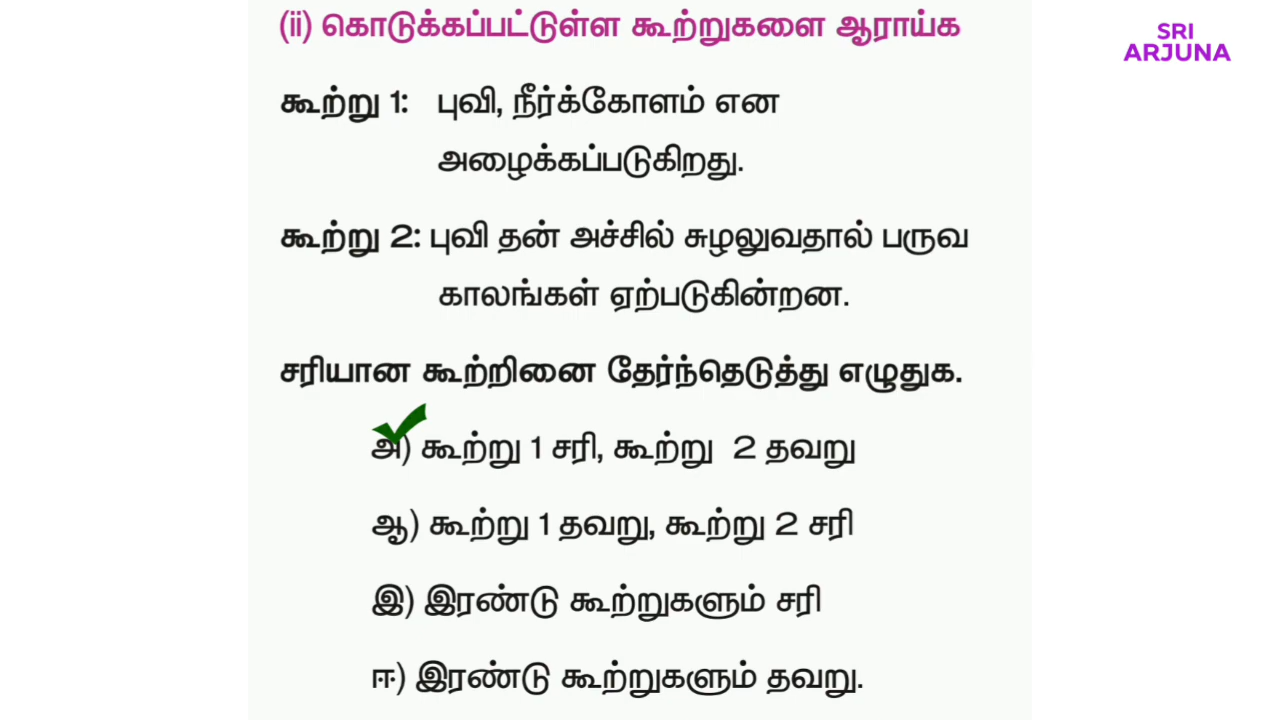 (ii) கொடுக்கப்பட்டுள்ள கூற்றுகளை ஆராய்க
SRI
ARJUNA
கூற்று 1: புவி, நீர்க்கோளம் என
அழைக்கப்படுகிறது.
கூற்று 2: புவி தன் அச்சில் சுழலுவதால் பருவ
காலங்கள் ஏற்படுகின்றன.
சரியான கூற்றினை தேர்ந்தெடுத்து எழுதுக.
அ) கூற்று 1 சரி, கூற்று 2 தவறு
ஆ) கூற்று 1 தவறு, கூற்று 2 சரி
இ) இரண்டு கூற்றுகளும் சரி
ஈ) இரண்டு கூற்றுகளும் தவறு.